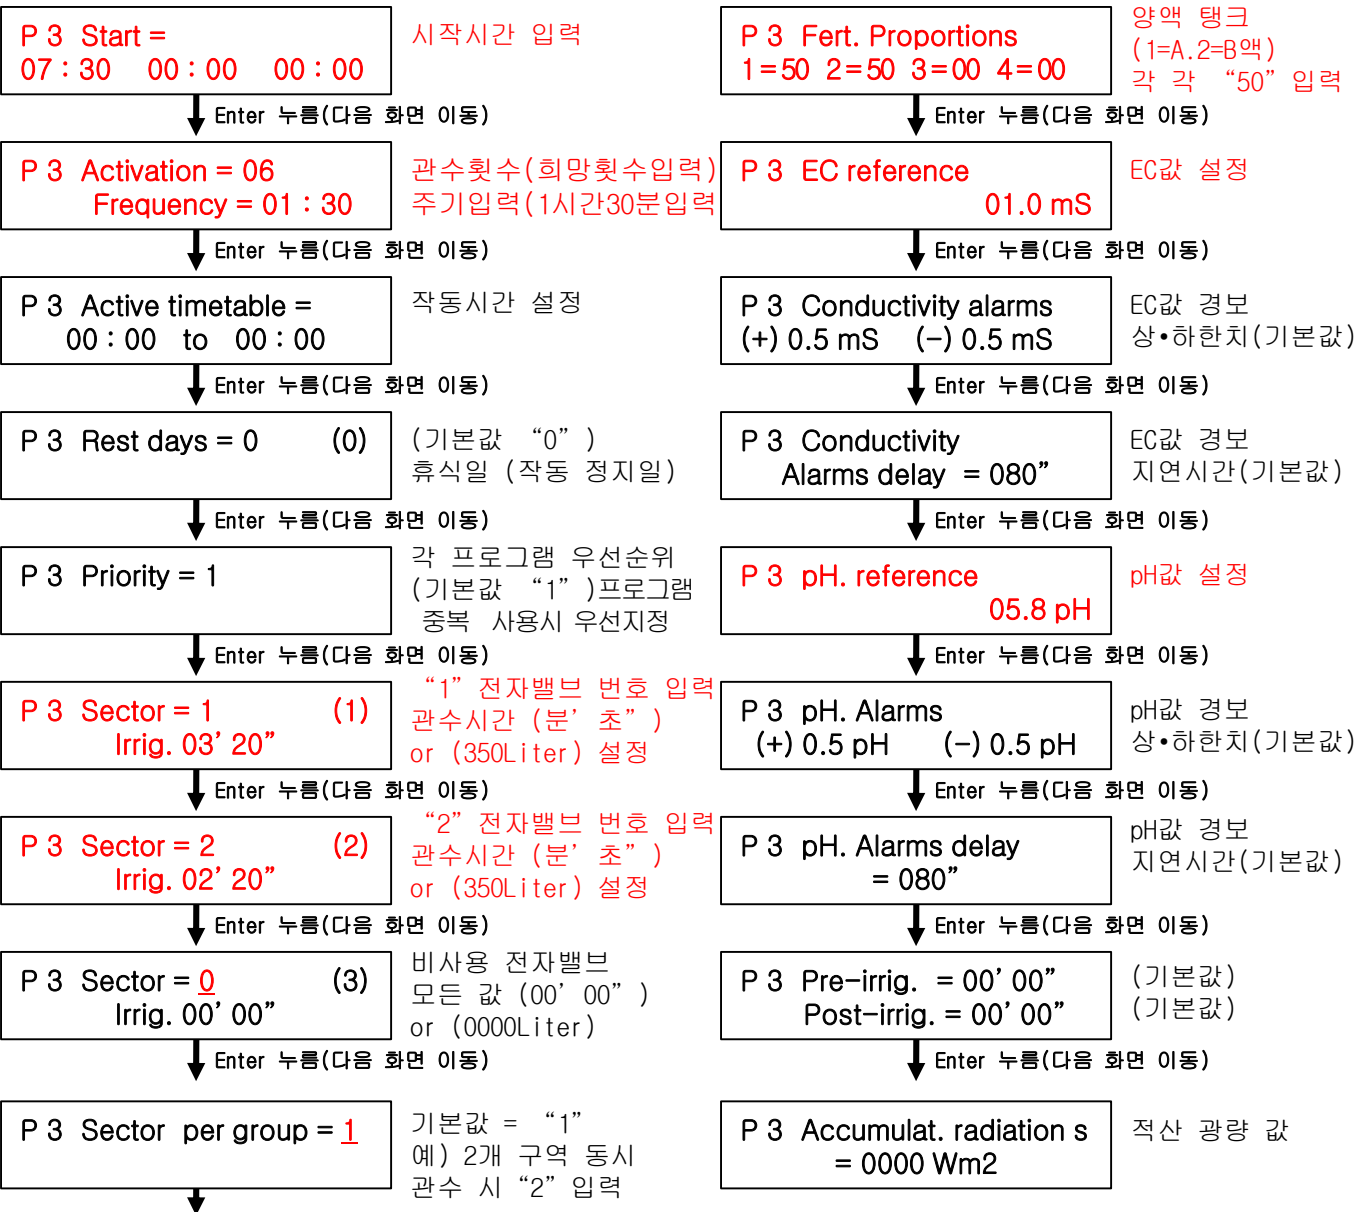 P 3 Start =
07 : 30 00 : 00 00 : 00
시작시간 입력
Enter 누름(다음 화면 이동)
P 3 Activation = 06
Frequency = 01 : 30
관수횟수(희망횟수입력)
주기입력(1시간30분입력
Enter 누름(다음 화면 이동)
P 3 Active timetable =
00 : 00 to 00 : 00
작동시간 설정
Enter 누름(다음 화면 이동)
P 3 Rest days = 0 (0)
(기본값 “0”)
휴식일 (작동 정지일)
Enter 누름(다음 화면 이동)
P 3 Priority = 1
각 프로그램 우선순위
(기본값 “1”)프로그램
중복 사용시 우선지정
Enter 누름(다음 화면 이동)
P 3 Sector = 1 (1)
Irrig. 03’ 20”
“1”전자밸브 번호 입력
관수시간 (분’ 초”)
or (350Liter) 설정
Enter 누름(다음 화면 이동)
P 3 Sector = 2 (2)
Irrig. 02’ 20”
“2”전자밸브 번호 입력
관수시간 (분’ 초”)
or (350Liter) 설정
Enter 누름(다음 화면 이동)
P 3 Sector = 0 (3)
Irrig. 00’ 00”
비사용 전자밸브
모든 값 (00’ 00”)
or (0000Liter)
Enter 누름(다음 화면 이동)
P 3 Sector per group = 1
기본값 = “1”
예) 2개 구역 동시
관수 시 “2”입력
P 3 Fert. Proportions
1=50 2=50 3=00 4=00
양액 탱크
(1=A.2=B액)
각 각 “50”입력
Enter 누름(다음 화면 이동)
P 3 EC reference
01.0 mS
EC값 설정
Enter 누름(다음 화면 이동)
P 3 Conductivity alarms
(+) 0.5 mS (-) 0.5 mS
EC값 경보
상•하한치(기본값)
Enter 누름(다음 화면 이동)
P 3 Conductivity
Alarms delay = 080”
EC값 경보
지연시간(기본값)
Enter 누름(다음 화면 이동)
P 3 pH. reference
05.8 pH
pH값 설정
Enter 누름(다음 화면 이동)
P 3 pH. Alarms
(+) 0.5 pH (-) 0.5 pH
pH값 경보
상•하한치(기본값)
Enter 누름(다음 화면 이동)
P 3 pH. Alarms delay
= 080”
pH값 경보
지연시간(기본값)
Enter 누름(다음 화면 이동)
P 3 Pre-irrig. = 00’ 00”
Post-irrig. = 00’ 00”
(기본값)
(기본값)
Enter 누름(다음 화면 이동)
P 3 Accumulat. radiation s
= 0000 Wm2
적산 광량 값